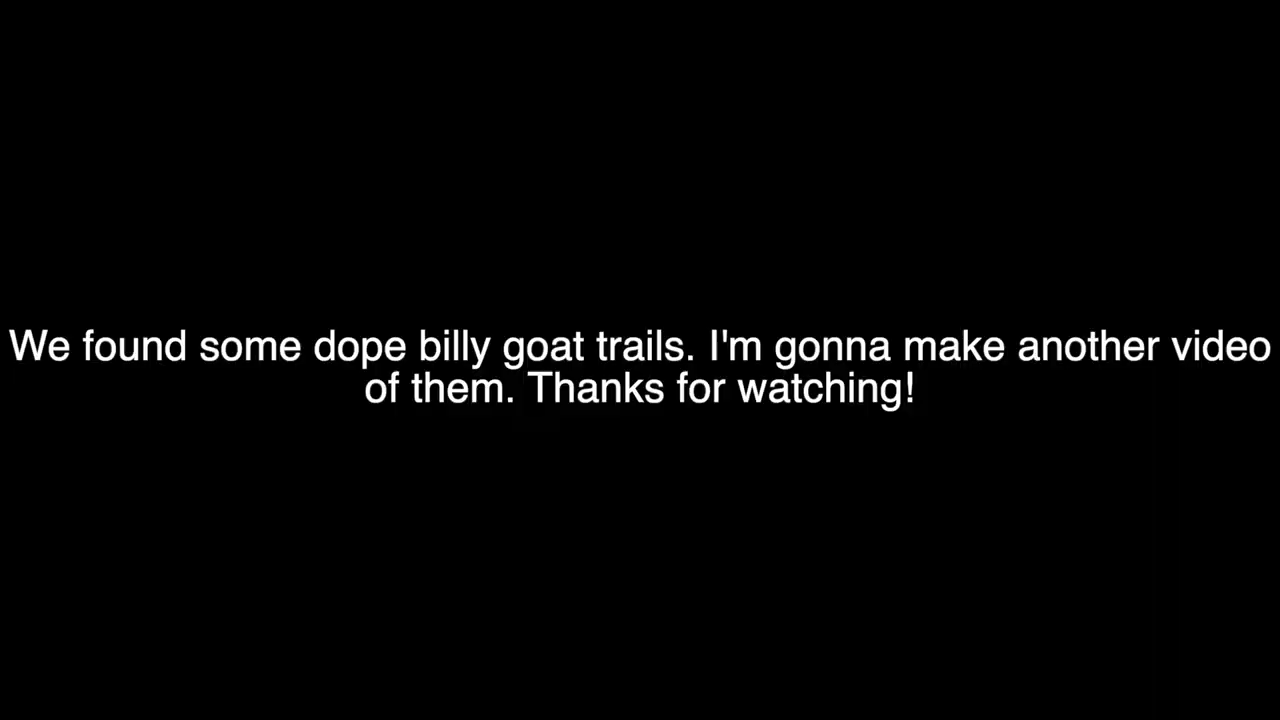 We found some dope billy goat trails. I'm gonna make another video
of them. Thanks for watching!